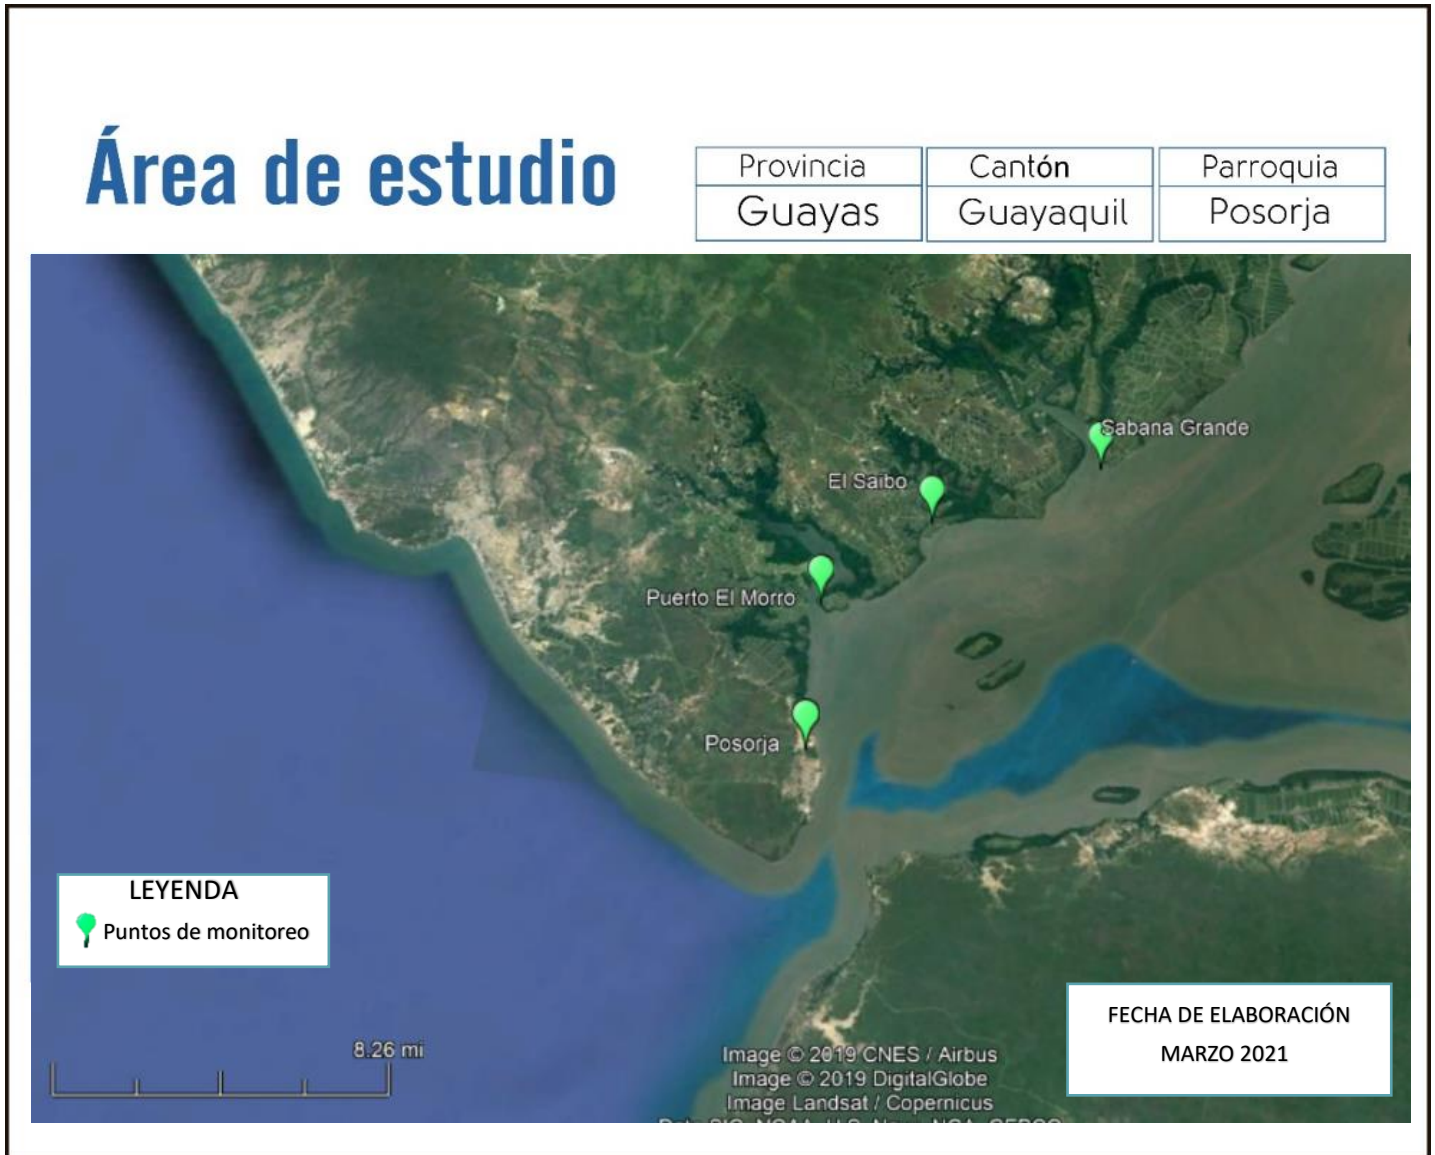 Área de estudio
Provincia
Cantón
Parroquia
Guayas
Guayaquil
Posorja
Sabana Grande
El Saibo
Puerto El Morro
Posorja
LEYENDA
Puntos de monitoreo
FECHA DE ELABORACIÓN
MARZO 2021
8.26 mi
Image © 2019 CNES / Airbus
Image © 2019 DigitalGlobe
Image Landsat / Copernicus